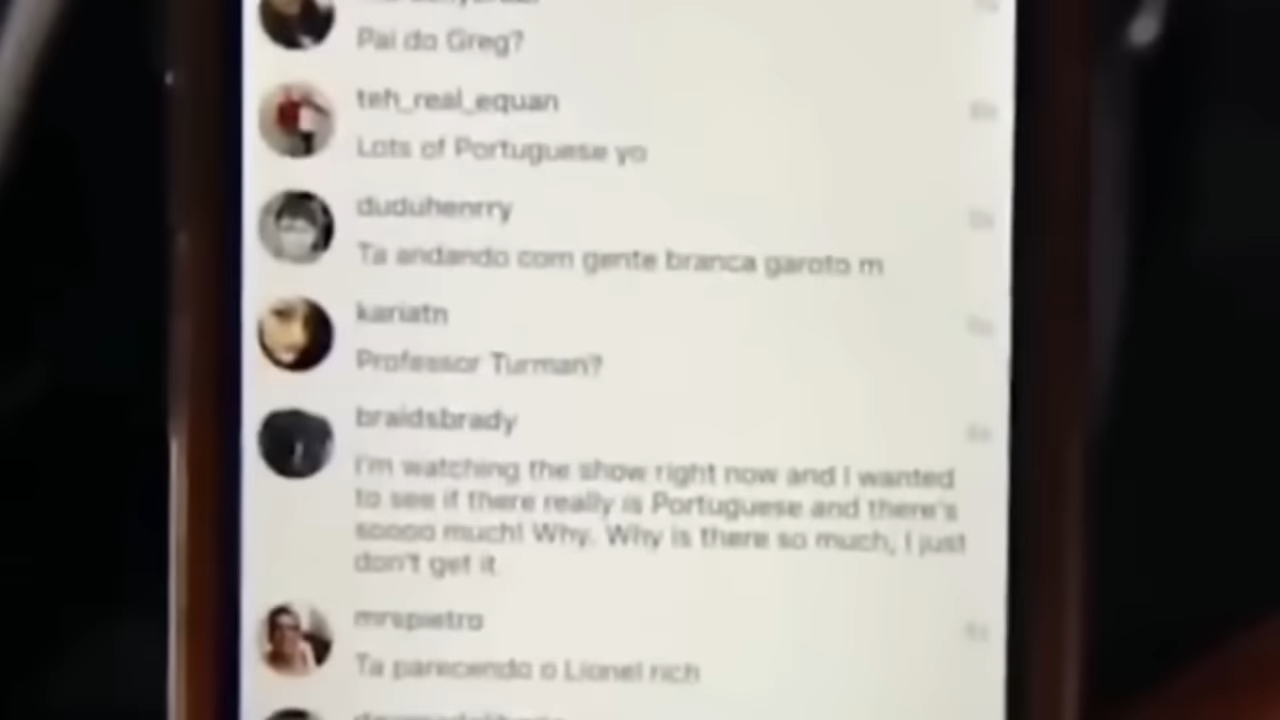 Pai do Greg?
teh_real_equan
Lots of Portuguese yo
duduhenrry
Ta andando com gente branca garoto m
kariatn
Professor Turman?
braidsbrady
I'm watching the show right now and I wanted
to see if there really is Portuguese and there's
soooo much! Why. Why is there so much, I just
don't get it
mrspietro
Ta parecendo o Lionel rich